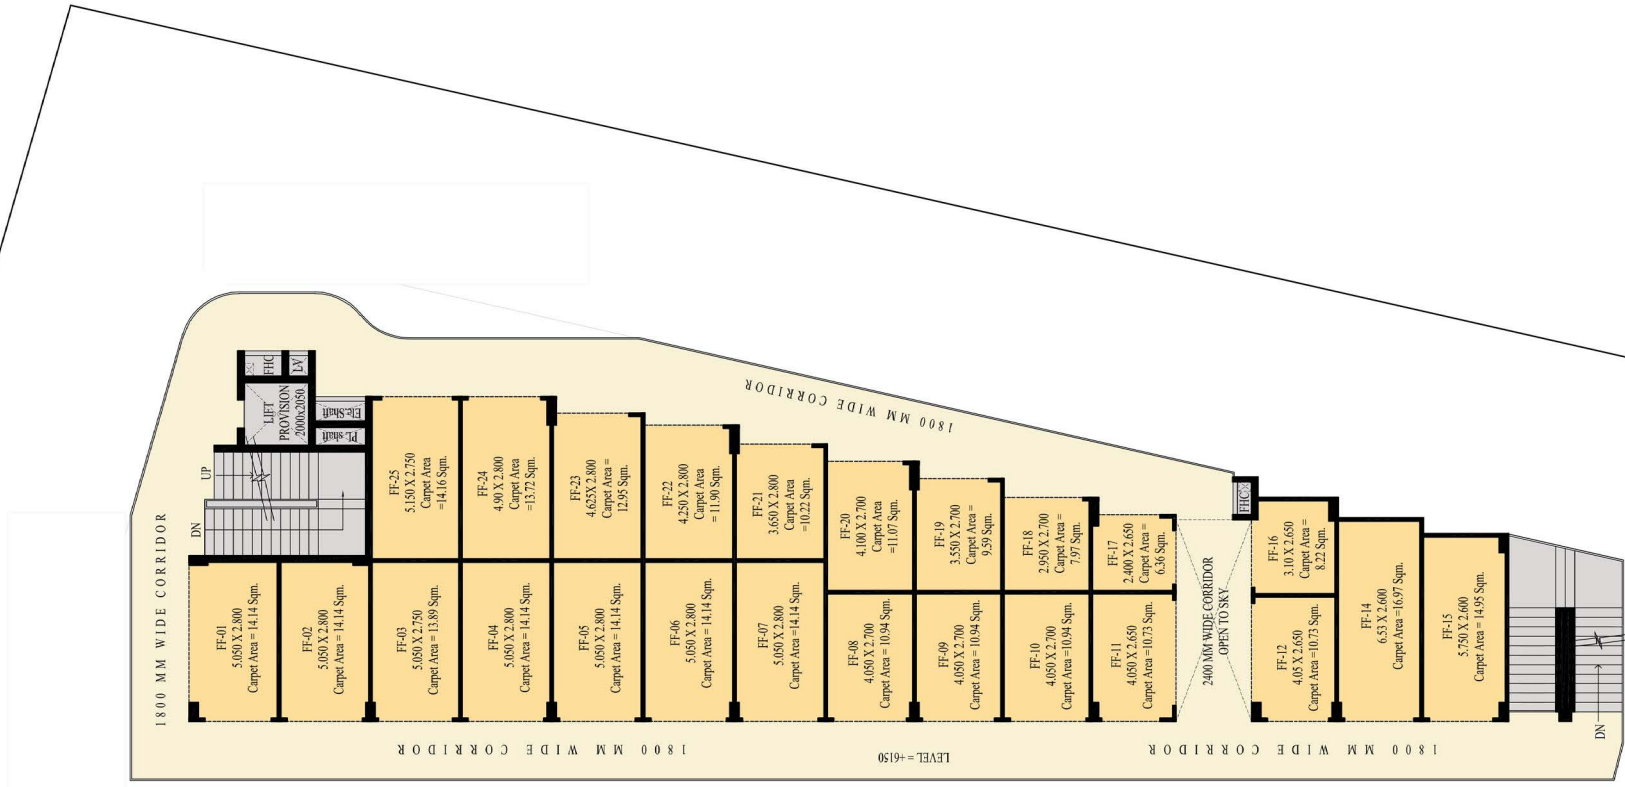 1800 MM WIDE CORRIDOR
FHC
LV
LIFT
PROVISION
2000x2050
Ele.Shaft
Pl. shaft
UP
DN
1800 MM WIDE CORRIDOR
FF-25
5.150 X 2.750
Carpet Area
=14.16 Sqm.
FF-24
4.90 X 2.800
Carpet Area
=13.72 Sqm.
FF-23
4.625X 2.800
Carpet Area =
12.95 Sqm.
FF-22
4.250 X 2.800
Carpet Area
= 11.90 Sqm.
FF-21
3.650 X 2.800
Carpet Area
=10.22 Sqm.
FF-20
4.100 X 2.700
Carpet Area
=11.07 Sqm.
FF-19
3.550 X 2.700
Carpet Area =
9.59 Sqm.
FF-18
2.950 X 2.700
Carpet Area =
7.97 Sqm.
FF-17
2.400 X 2.650
Carpet Area =
6.36 Sqm.
FHC
FF-16
3.10 X 2.650
Carpet Area =
8.22 Sqm.
FF-01
5.050 X 2.800
Carpet Area = 14.14 Sqm.
FF-02
5.050 X 2.800
Carpet Area = 14.14 Sqm.
FF-03
5.050 X 2.750
Carpet Area = 13.89 Sqm.
FF-04
5.050 X 2.800
Carpet Area = 14.14 Sqm.
FF-05
5.050 X 2.800
Carpet Area = 14.14 Sqm.
FF-06
5.050 X 2.800
Carpet Area = 14.14 Sqm.
FF-07
5.050 X 2.800
Carpet Area =14.14 Sqm.
FF-08
4.050 X 2.700
Carpet Area = 10.94 Sqm.
FF-09
4.050 X 2.700
Carpet Area = 10.94 Sqm.
FF-10
4.050 X 2.700
Carpet Area =10.94 Sqm.
FF-11
4.050 X 2.650
Carpet Area =10.73 Sqm.
2400 MM WIDE CORRIDOR
OPEN TO SKY
FF-12
4.05 X 2.650
Carpet Area =10.73 Sqm.
FF-14
6.53 X 2.600
Carpet Area =16.97 Sqm.
FF-15
5.750 X 2.600
Carpet Area = 14.95 Sqm.
DN
1800 MM WIDE CORRIDOR
LEVEL = +6150
1800 MM WIDE CORRIDOR